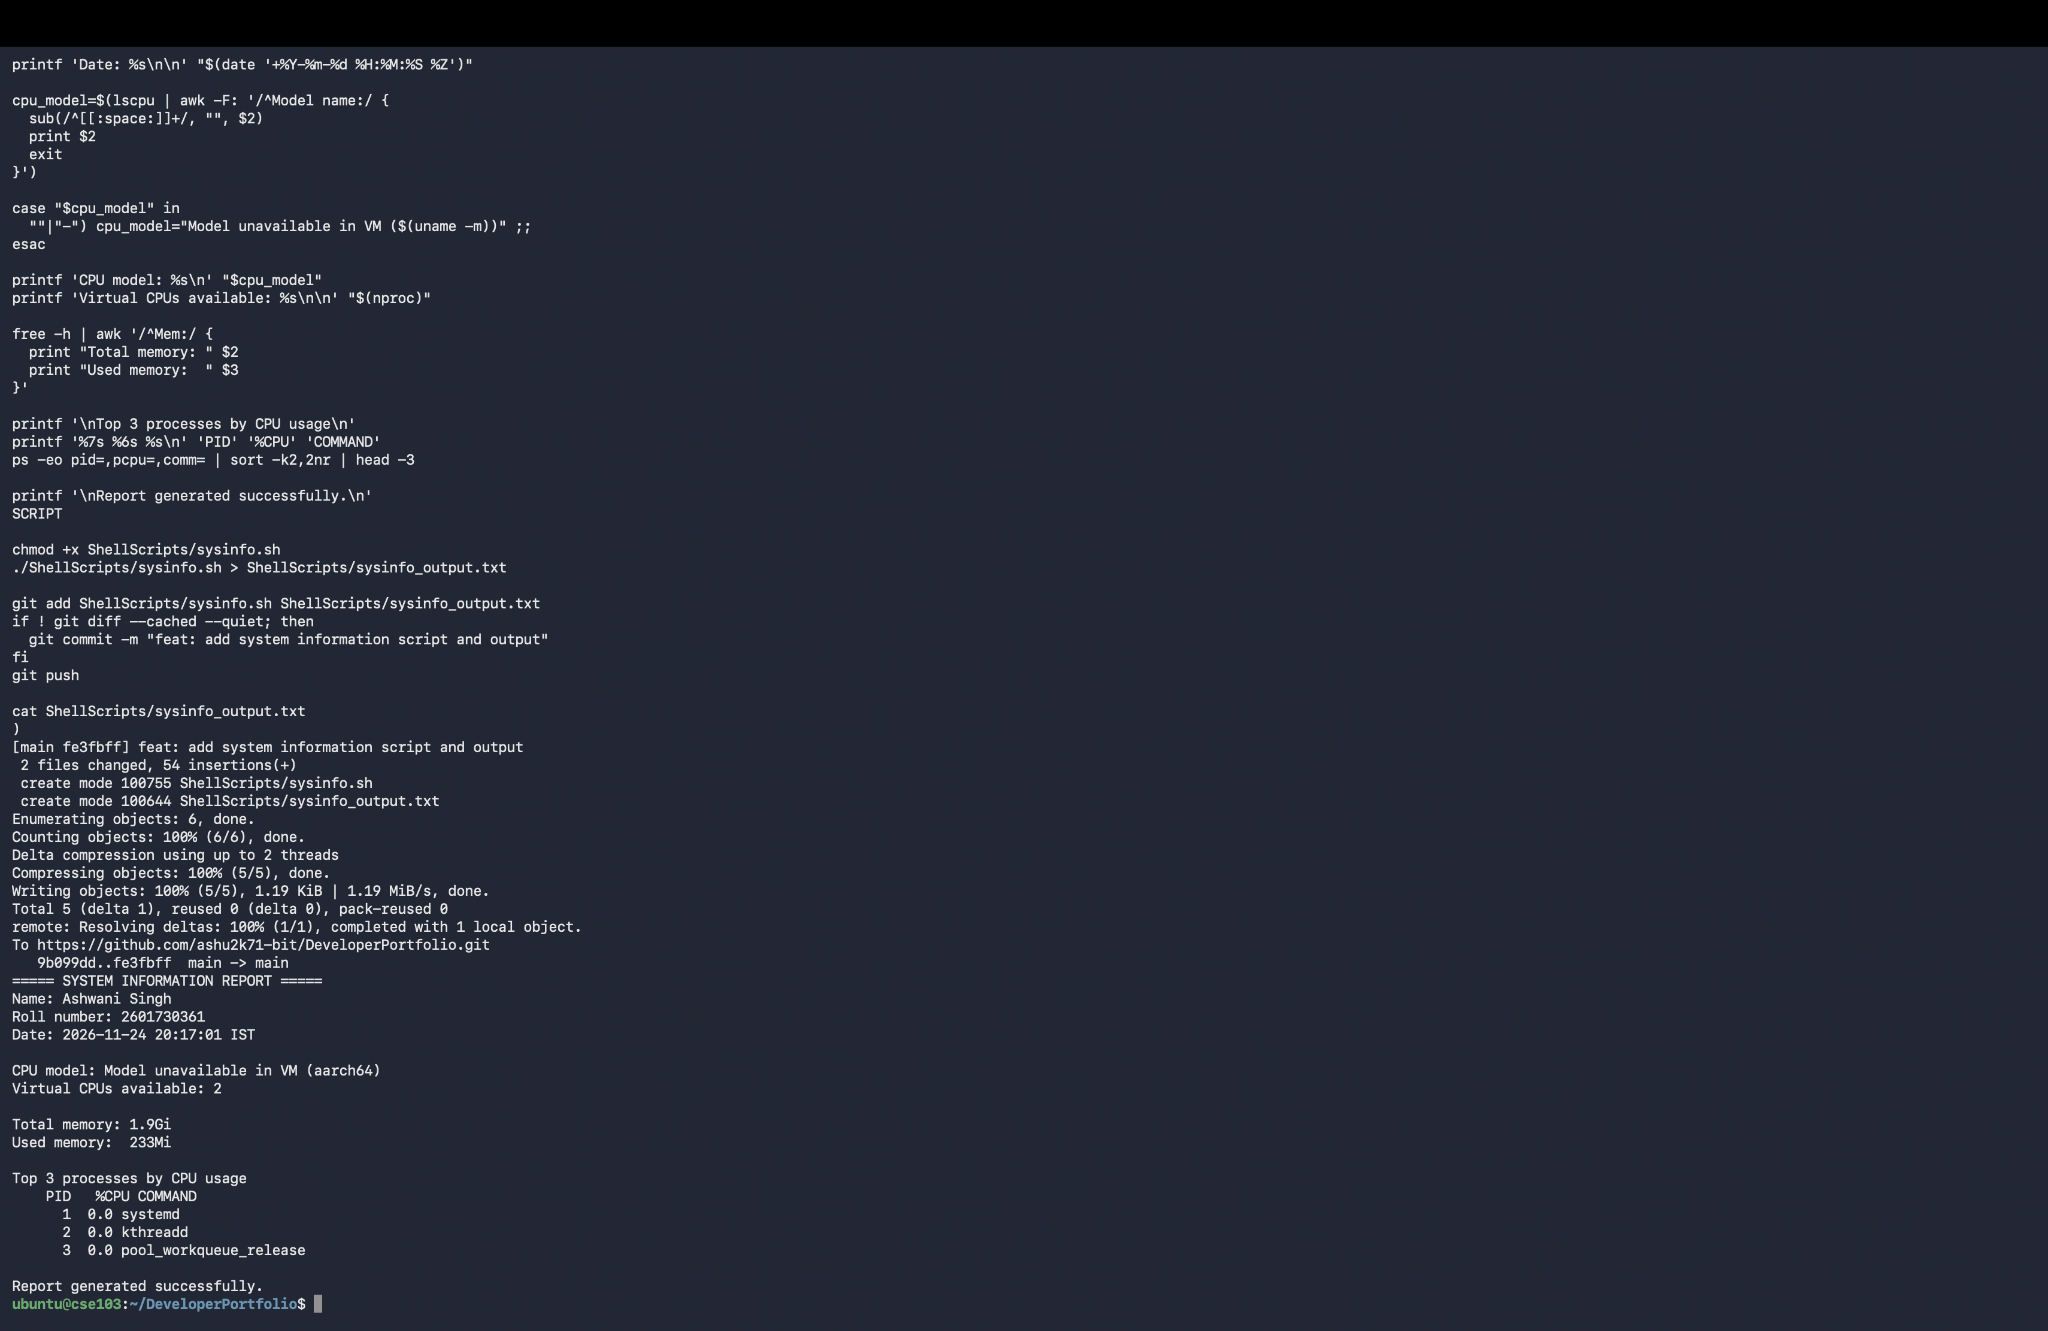 printf 'Date: %s\n\n' "$(date '+%Y-%m-%d %H:%M:%S %Z')"
cpu_model=$(lscpu | awk -F: '/^Model name:/ {
  sub(/^[[:space:]]+/, "", $2)
  print $2
  exit
}')
case "$cpu_model" in
  ""|"-") cpu_model="Model unavailable in VM ($(uname -m))" ;;
esac
printf 'CPU model: %s\n' "$cpu_model"
printf 'Virtual CPUs available: %s\n\n' "$(nproc)"
free -h | awk '/^Mem:/ {
  print "Total memory: " $2
  print "Used memory:  " $3
}'
printf '\nTop 3 processes by CPU usage\n'
printf '%7s %6s %s\n' 'PID' '%CPU' 'COMMAND'
ps -eo pid=,pcpu=,comm= | sort -k2,2nr | head -3
printf '\nReport generated successfully.\n'
SCRIPT
chmod +x ShellScripts/sysinfo.sh
./ShellScripts/sysinfo.sh > ShellScripts/sysinfo_output.txt
git add ShellScripts/sysinfo.sh ShellScripts/sysinfo_output.txt
if ! git diff --cached --quiet; then
  git commit -m "feat: add system information script and output"
fi
git push
cat ShellScripts/sysinfo_output.txt
)
[main fe3fbff] feat: add system information script and output
 2 files changed, 54 insertions(+)
 create mode 100755 ShellScripts/sysinfo.sh
 create mode 100644 ShellScripts/sysinfo_output.txt
Enumerating objects: 6, done.
Counting objects: 100% (6/6), done.
Delta compression using up to 2 threads
Compressing objects: 100% (5/5), done.
Writing objects: 100% (5/5), 1.19 KiB | 1.19 MiB/s, done.
Total 5 (delta 1), reused 0 (delta 0), pack-reused 0
remote: Resolving deltas: 100% (1/1), completed with 1 local object.
To https://github.com/ashu2k71-bit/DeveloperPortfolio.git
   9b099dd..fe3fbff  main -> main
===== SYSTEM INFORMATION REPORT =====
Name: Ashwani Singh
Roll number: 2601730361
Date: 2026-11-24 20:17:01 IST
CPU model: Model unavailable in VM (aarch64)
Virtual CPUs available: 2
Total memory: 1.9Gi
Used memory:  233Mi
Top 3 processes by CPU usage
    PID   %CPU COMMAND
      1  0.0 systemd
      2  0.0 kthreadd
      3  0.0 pool_workqueue_release
Report generated successfully.
ubuntu@cse103:~/DeveloperPortfolio$